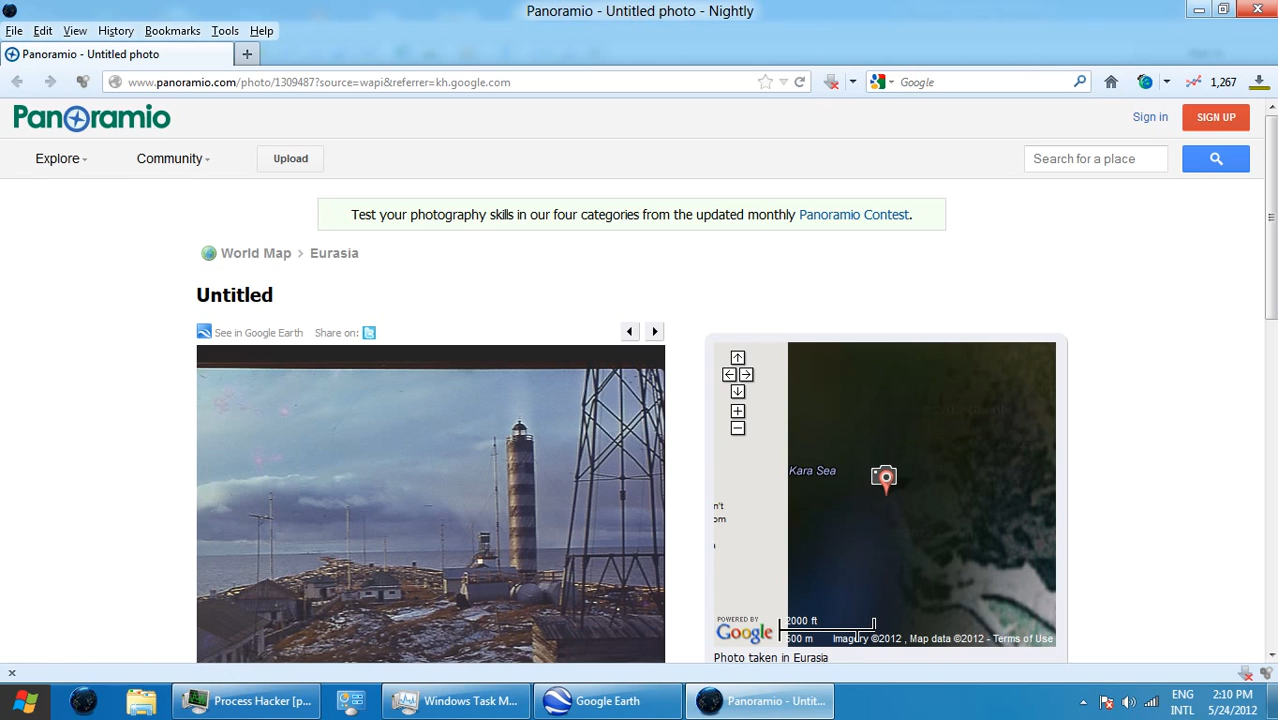 Panoramio - Untitled photo - Nightly
File Edit View History Bookmarks Tools Help
Panoramio - Untitled photo
www.panoramio.com/photo/1309487?source=wapi&referrer=kh.google.com
Google
1,267
Panoramio
Sign in
SIGN UP
Explore
Community
Upload
Search for a place
Test your photography skills in our four categories from the updated monthly Panoramio Contest.
World Map > Eurasia
Untitled
See in Google Earth Share on:
Kara Sea
n't
om
POWERED BY
Google
2000 ft
500 m
Imagery ©2012 , Map data ©2012 - Terms of Use
Photo taken in Eurasia
Process Hacker [p...
Windows Task M...
Google Earth
Panoramio - Untit...
ENG
INTL
2:10 PM
5/24/2012